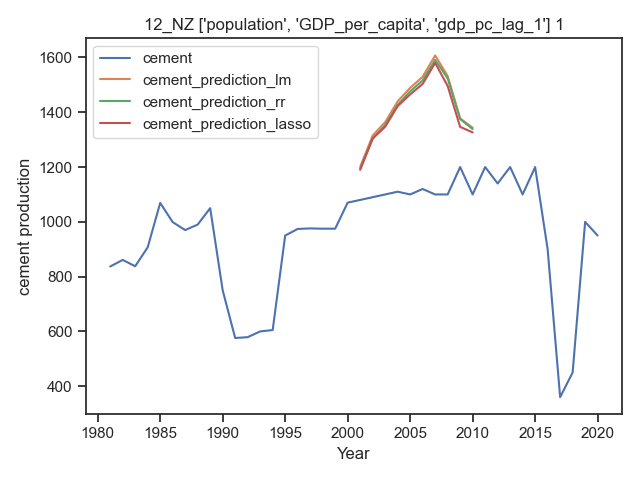 12_NZ ['population', 'GDP_per_capita', 'gdp_pc_lag_1'] 1
cement
cement_prediction_lm
cement_prediction_rr
cement_prediction_lasso
cement production
1600
1400
1200
1000
800
600
400
1980
1985
1990
1995
2000
2005
2010
2015
2020
Year